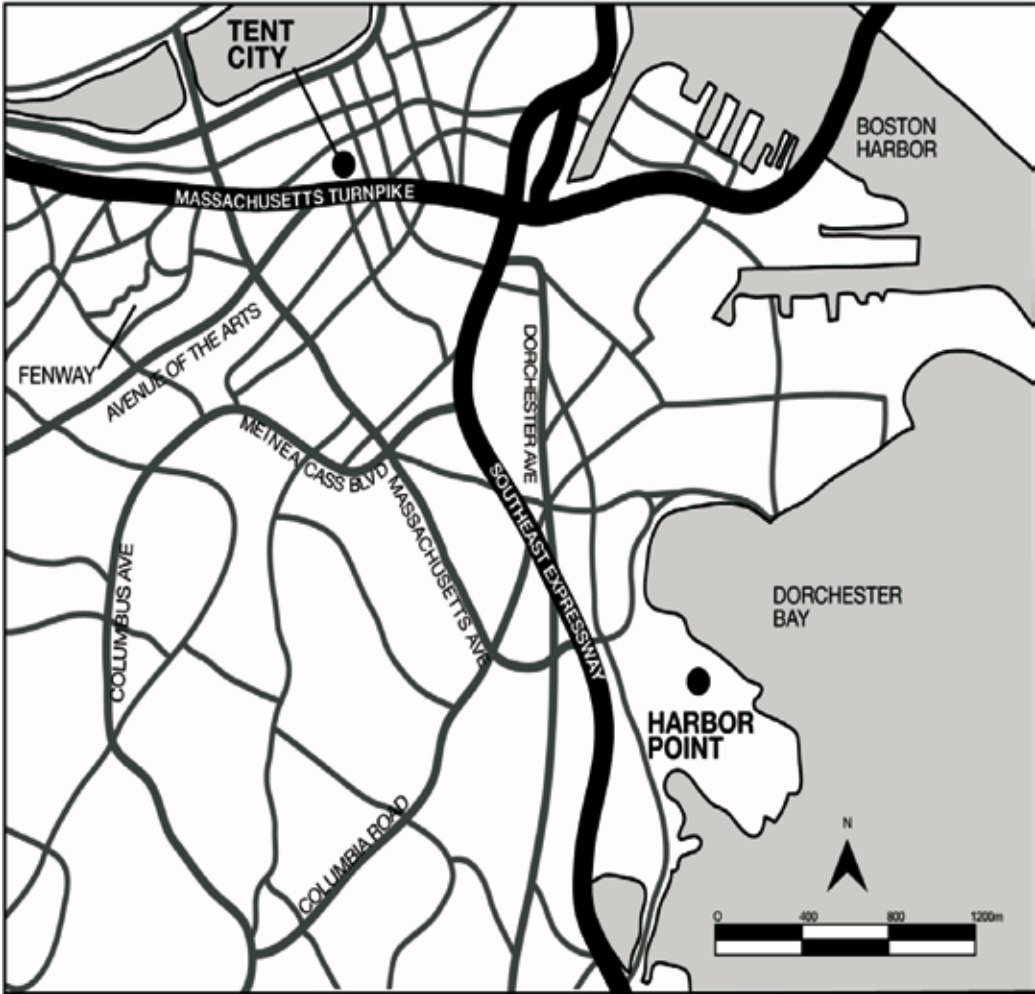 TENT
CITY
BOSTON
HARBOR
MASSACHUSETTS TURNPIKE
FENWAY
AVENUE OF THE ARTS
DORCHESTER AVE
MELNEA CASS BLVD
MASSACHUSETTS AVE
SOUTHEAST EXPRESSWAY
COLUMBUS AVE
DORCHESTER
BAY
HARBOR
POINT
COLUMBIA ROAD
N
0 400 800 1200m